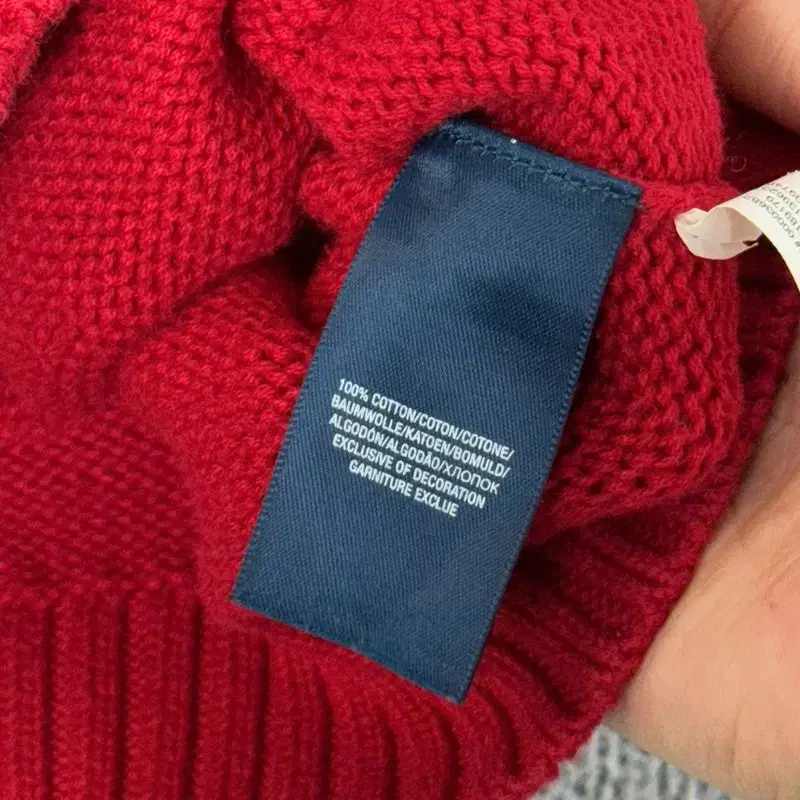 100% COTTON/COTON/COTONE/
BAUMWOLLE/KATOEN/BOMULD/
ALGODÓN/ALGODÃO/ХЛОПОК
EXCLUSIVE OF DECORATION
GARNITURE EXCLUE